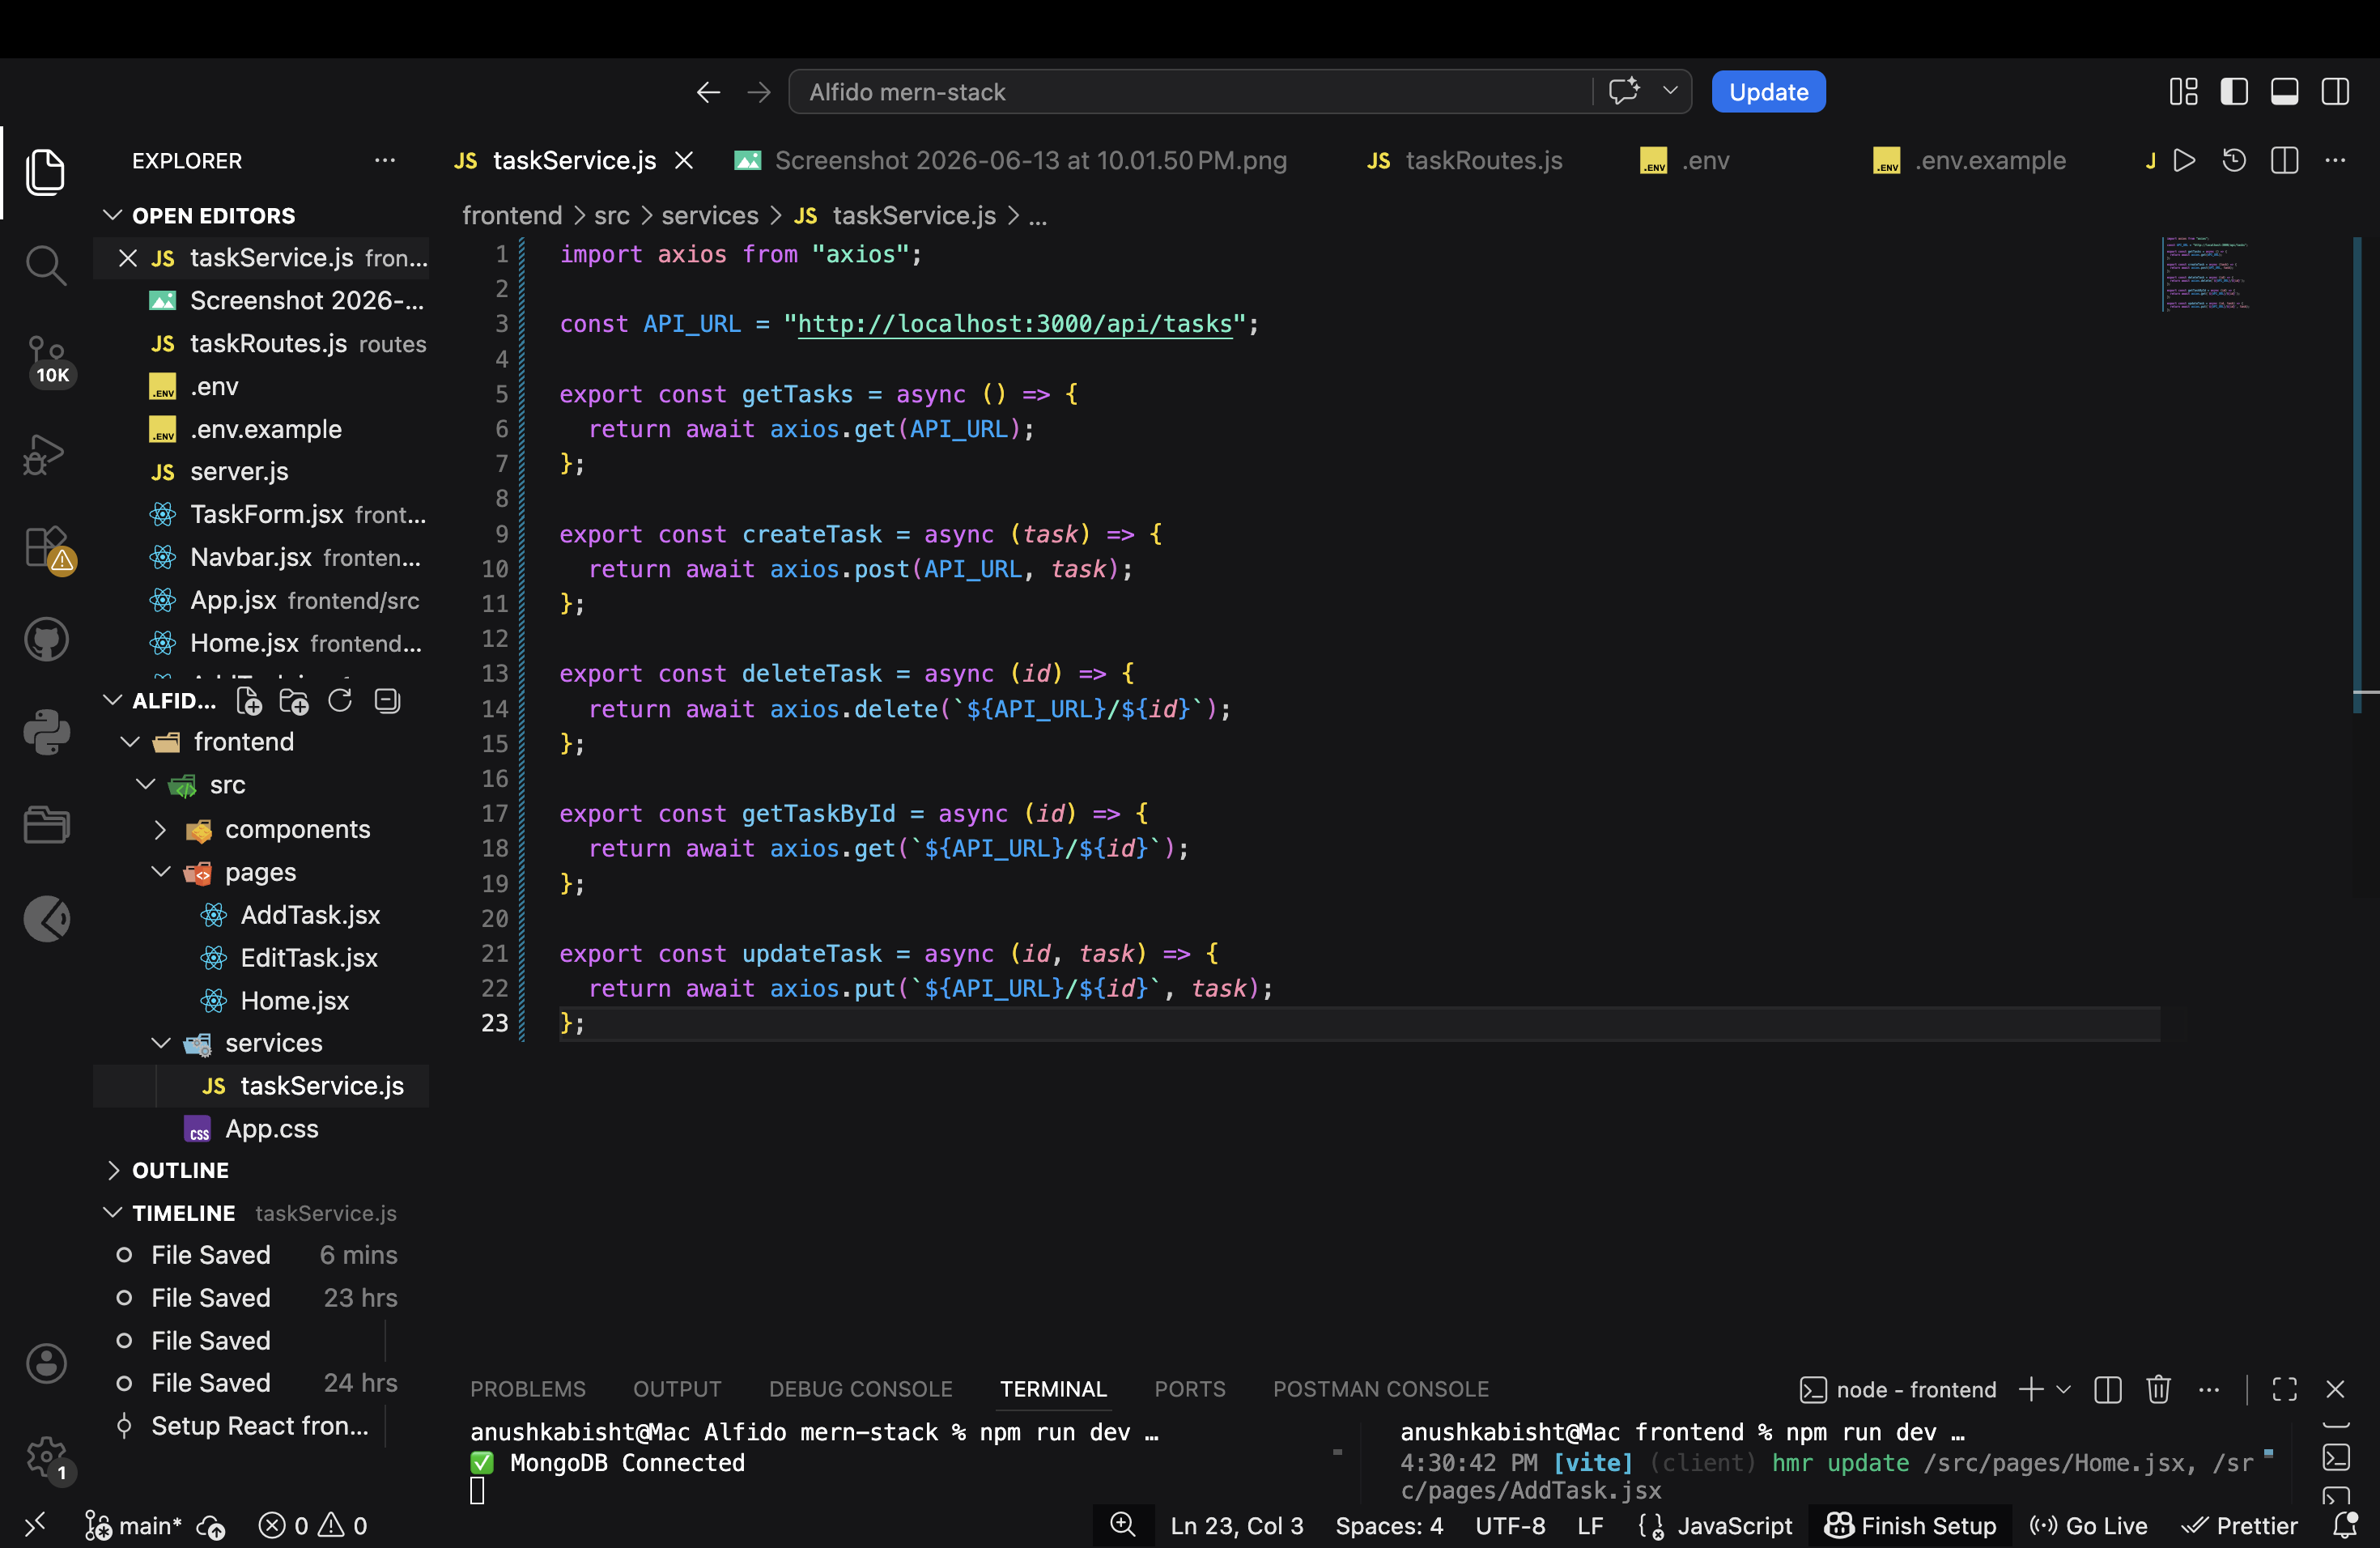 Alfido mern-stack
Update
EXPLORER
taskService.js
Screenshot 2026-06-13 at 10.01.50 PM.png
taskRoutes.js
.env
.env.example
OPEN EDITORS
taskService.js fron...
Screenshot 2026-...
taskRoutes.js routes
.env
.env.example
server.js
TaskForm.jsx front...
Navbar.jsx fronten...
App.jsx frontend/src
Home.jsx frontend...
10K
ALFID...
frontend
src
components
pages
AddTask.jsx
EditTask.jsx
Home.jsx
services
taskService.js
App.css
OUTLINE
TIMELINE taskService.js
File Saved 6 mins
File Saved 23 hrs
File Saved
File Saved 24 hrs
Setup React fron...
1
frontend > src > services > JS taskService.js > ...
1 import axios from "axios";
2
3 const API_URL = "http://localhost:3000/api/tasks";
4
5 export const getTasks = async () => {
6 return await axios.get(API_URL);
7 };
8
9 export const createTask = async (task) => {
10 return await axios.post(API_URL, task);
11 };
12
13 export const deleteTask = async (id) => {
14 return await axios.delete(`${API_URL}/${id}`);
15 };
16
17 export const getTaskById = async (id) => {
18 return await axios.get(`${API_URL}/${id}`);
19 };
20
21 export const updateTask = async (id, task) => {
22 return await axios.put(`${API_URL}/${id}`, task);
23 };
PROBLEMS OUTPUT DEBUG CONSOLE TERMINAL PORTS POSTMAN CONSOLE
node - frontend
anushkabisht@Mac Alfido mern-stack % npm run dev …
✅ MongoDB Connected
anushkabisht@Mac frontend % npm run dev …
4:30:42 PM [vite] (client) hmr update /src/pages/Home.jsx, /sr
c/pages/AddTask.jsx
main* 0 0
Ln 23, Col 3 Spaces: 4 UTF-8 LF JavaScript Finish Setup Go Live Prettier